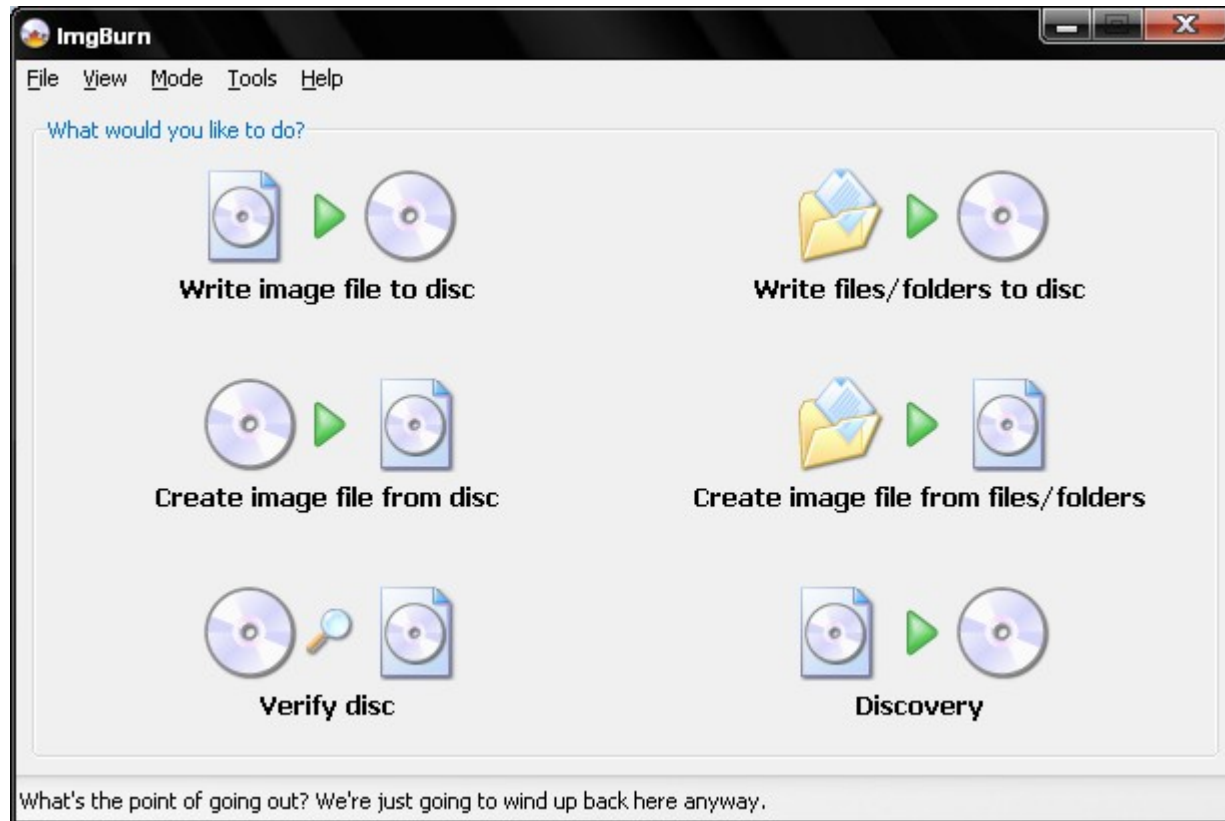 ImgBurn
File View Mode Tools Help
What would you like to do?
Write image file to disc
Write files/folders to disc
Create image file from disc
Create image file from files/folders
Verify disc
Discovery
What's the point of going out? We're just going to wind up back here anyway.